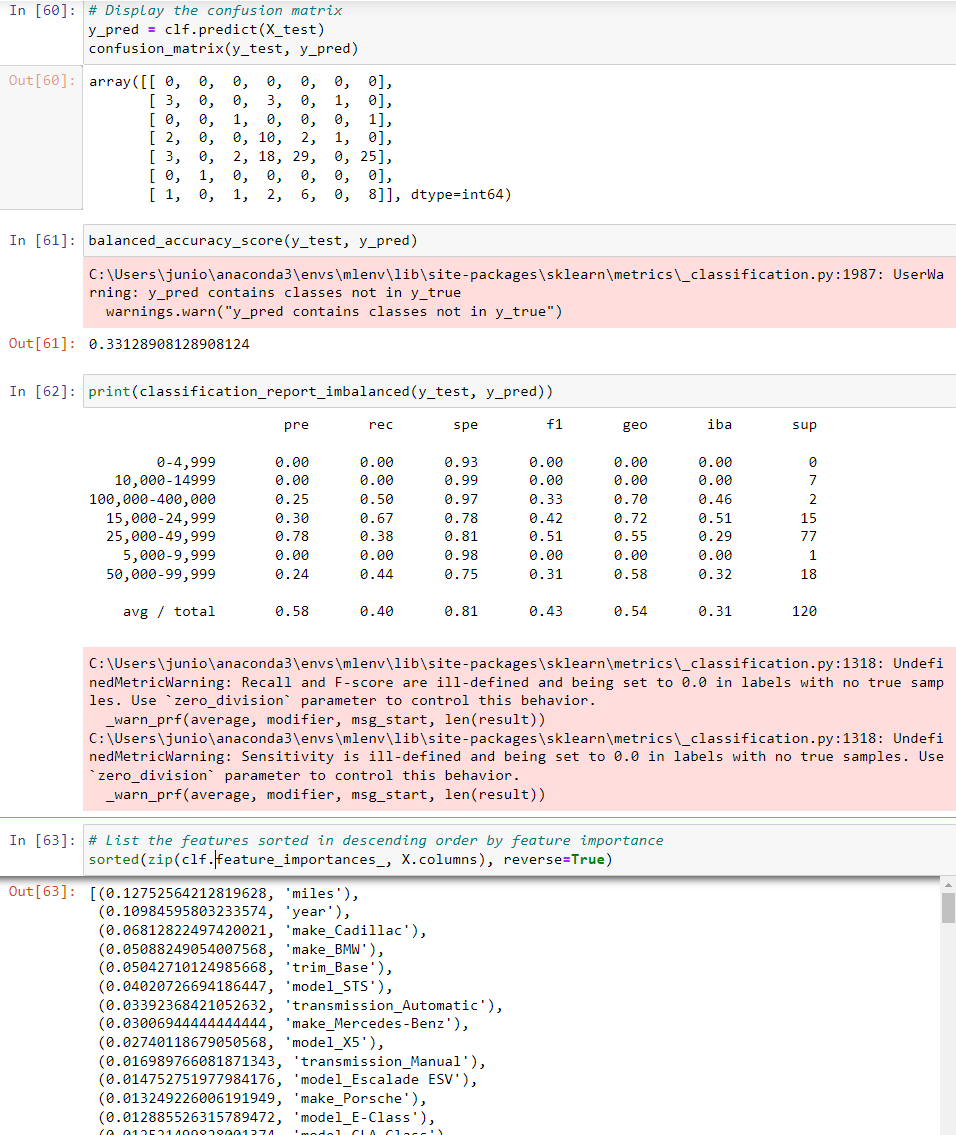 In [60]: # Display the confusion matrix
y_pred = clf.predict(X_test)
confusion_matrix(y_test, y_pred)
Out[60]: array([[ 0, 0, 0, 0, 0, 0, 0],
[ 3, 0, 0, 3, 0, 1, 0],
[ 0, 0, 1, 0, 0, 0, 1],
[ 2, 0, 0, 10, 2, 1, 0],
[ 3, 0, 2, 18, 29, 0, 25],
[ 0, 1, 0, 0, 0, 0, 0],
[ 1, 0, 1, 2, 6, 0, 8]], dtype=int64)
In [61]: balanced_accuracy_score(y_test, y_pred)
C:\Users\junio\anaconda3\envs\mlenv\lib\site-packages\sklearn\metrics\_classification.py:1987: UserWa
rning: y_pred contains classes not in y_true
warnings.warn("y_pred contains classes not in y_true")
Out[61]: 0.33128908128908124
In [62]: print(classification_report_imbalanced(y_test, y_pred))
pre rec spe f1 geo iba sup
0-4,999 0.00 0.00 0.93 0.00 0.00 0.00 0
10,000-14999 0.00 0.00 0.99 0.00 0.00 0.00 7
100,000-400,000 0.25 0.50 0.97 0.33 0.70 0.46 2
15,000-24,999 0.30 0.67 0.78 0.42 0.72 0.51 15
25,000-49,999 0.78 0.38 0.81 0.51 0.55 0.29 77
5,000-9,999 0.00 0.00 0.98 0.00 0.00 0.00 1
50,000-99,999 0.24 0.44 0.75 0.31 0.58 0.32 18
avg / total 0.58 0.40 0.81 0.43 0.54 0.31 120
C:\Users\junio\anaconda3\envs\mlenv\lib\site-packages\sklearn\metrics\_classification.py:1318: Undefi
nedMetricWarning: Recall and F-score are ill-defined and being set to 0.0 in labels with no true samp
les. Use `zero_division` parameter to control this behavior.
_warn_prf(average, modifier, msg_start, len(result))
C:\Users\junio\anaconda3\envs\mlenv\lib\site-packages\sklearn\metrics\_classification.py:1318: Undefi
nedMetricWarning: Sensitivity is ill-defined and being set to 0.0 in labels with no true samples. Use
`zero_division` parameter to control this behavior.
_warn_prf(average, modifier, msg_start, len(result))
In [63]: # List the features sorted in descending order by feature importance
sorted(zip(clf.feature_importances_, X.columns), reverse=True)
Out[63]: [(0.12752564212819628, 'miles'),
(0.10984595803233574, 'year'),
(0.06812822497420021, 'make_Cadillac'),
(0.05088249054007568, 'make_BMW'),
(0.05042710124985668, 'trim_Base'),
(0.04020726694186447, 'model_STS'),
(0.03392368421052632, 'transmission_Automatic'),
(0.03006944444444444, 'make_Mercedes-Benz'),
(0.02740118679050568, 'model_X5'),
(0.016989766081871343, 'transmission_Manual'),
(0.014752751977984176, 'model_Escalade ESV'),
(0.013249226006191949, 'make_Porsche'),
(0.012885526315789472, 'model_E-Class'),